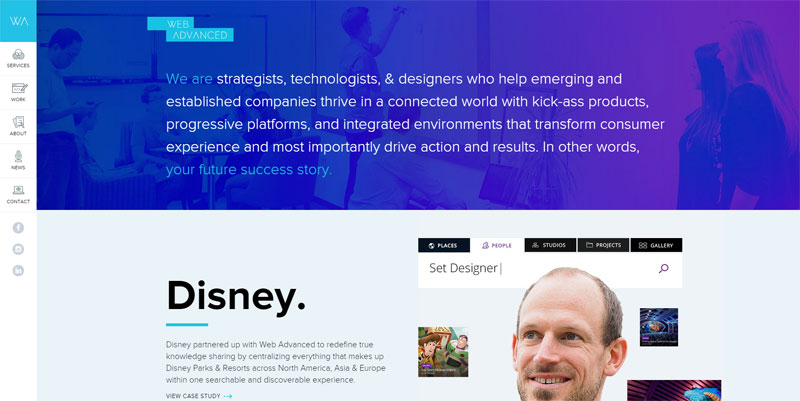 WA
SERVICES
WORK
ABOUT
NEWS
CONTACT
WEB
ADVANCED
We are strategists, technologists, & designers who help emerging and
established companies thrive in a connected world with kick-ass products,
progressive platforms, and integrated environments that transform consumer
experience and most importantly drive action and results. In other words,
your future success story.
Disney.
Disney partnered up with Web Advanced to redefine true
knowledge sharing by centralizing everything that makes up
Disney Parks & Resorts across North America, Asia & Europe
within one searchable and discoverable experience.
VIEW CASE STUDY
PLACES
PEOPLE
STUDIOS
PROJECTS
GALLERY
Set Designer